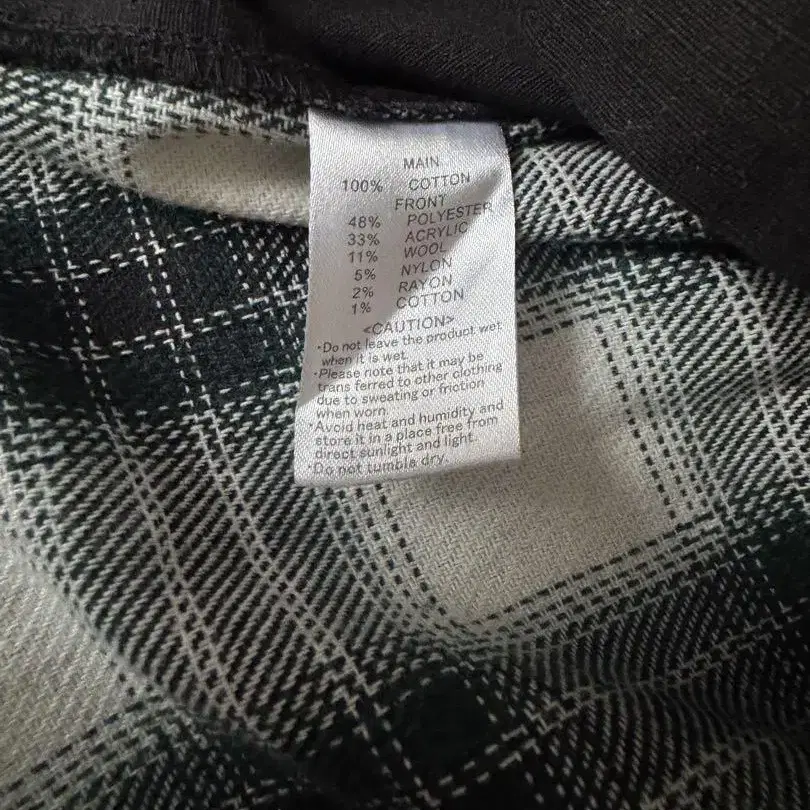 MAIN
100% COTTON
FRONT
48% POLYESTER
33% ACRYLIC
11% WOOL
5% NYLON
2% RAYON
1% COTTON
<CAUTION>
・Do not leave the product wet
when it is wet.
・Please note that it may be
trans ferred to other clothing
due to sweating or friction
when worn.
・Avoid heat and humidity and
store it in a place free from
direct sunlight and light.
・Do not tumble dry.